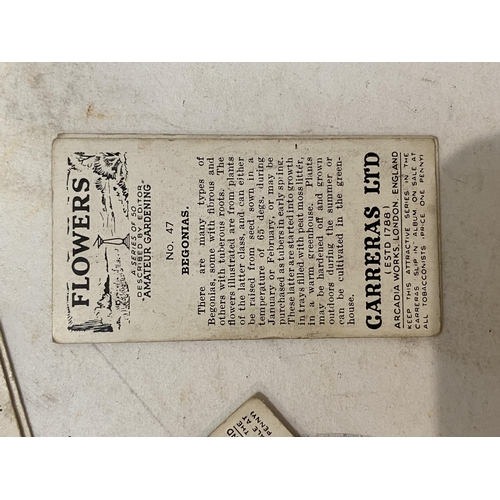 FLOWERS
A SERIES OF 50
DESCRIBED BY EDITOR
"AMATEUR GARDENING"
No. 47
BEGONIAS.
There are many types of
Begonias, some with fibrous and
others with tuberous roots. The
flowers illustrated are from plants
of the latter class, and can either
be raised from seed sown in a
temperature of 65 degs. during
January or February, or may be
purchased as tubers in early spring.
These latter are started into growth
in trays filled with peat moss litter,
in a warm greenhouse. Plants
may be hardened off and grown
outdoors during the summer or
can be cultivated in the green-
house.
CARRERAS LTD
(ESTD 1788)
ARCADIA WORKS, LONDON, ENGLAND
KEEP THIS ATTRACTIVE SERIES IN THE
CARRERAS SLIP IN ALBUM ON SALE AT
ALL TOBACCONISTS PRICE ONE PENNY
ND
THE
ALE AT
PENNY